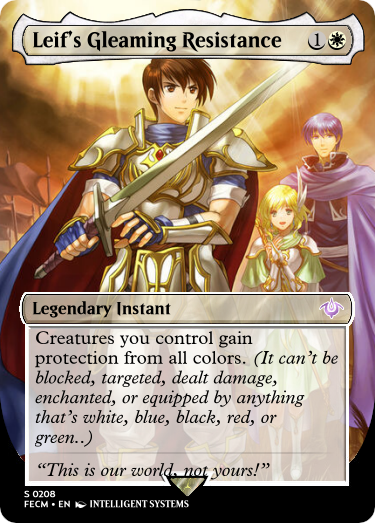 Leif's Gleaming Resistance 1
Legendary Instant
Creatures you control gain
protection from all colors. (It can't be
blocked, targeted, dealt damage,
enchanted, or equipped by anything
that's white, blue, black, red, or
green..)
"This is our world, not yours!"
S 0208
FECM • EN INTELLIGENT SYSTEMS